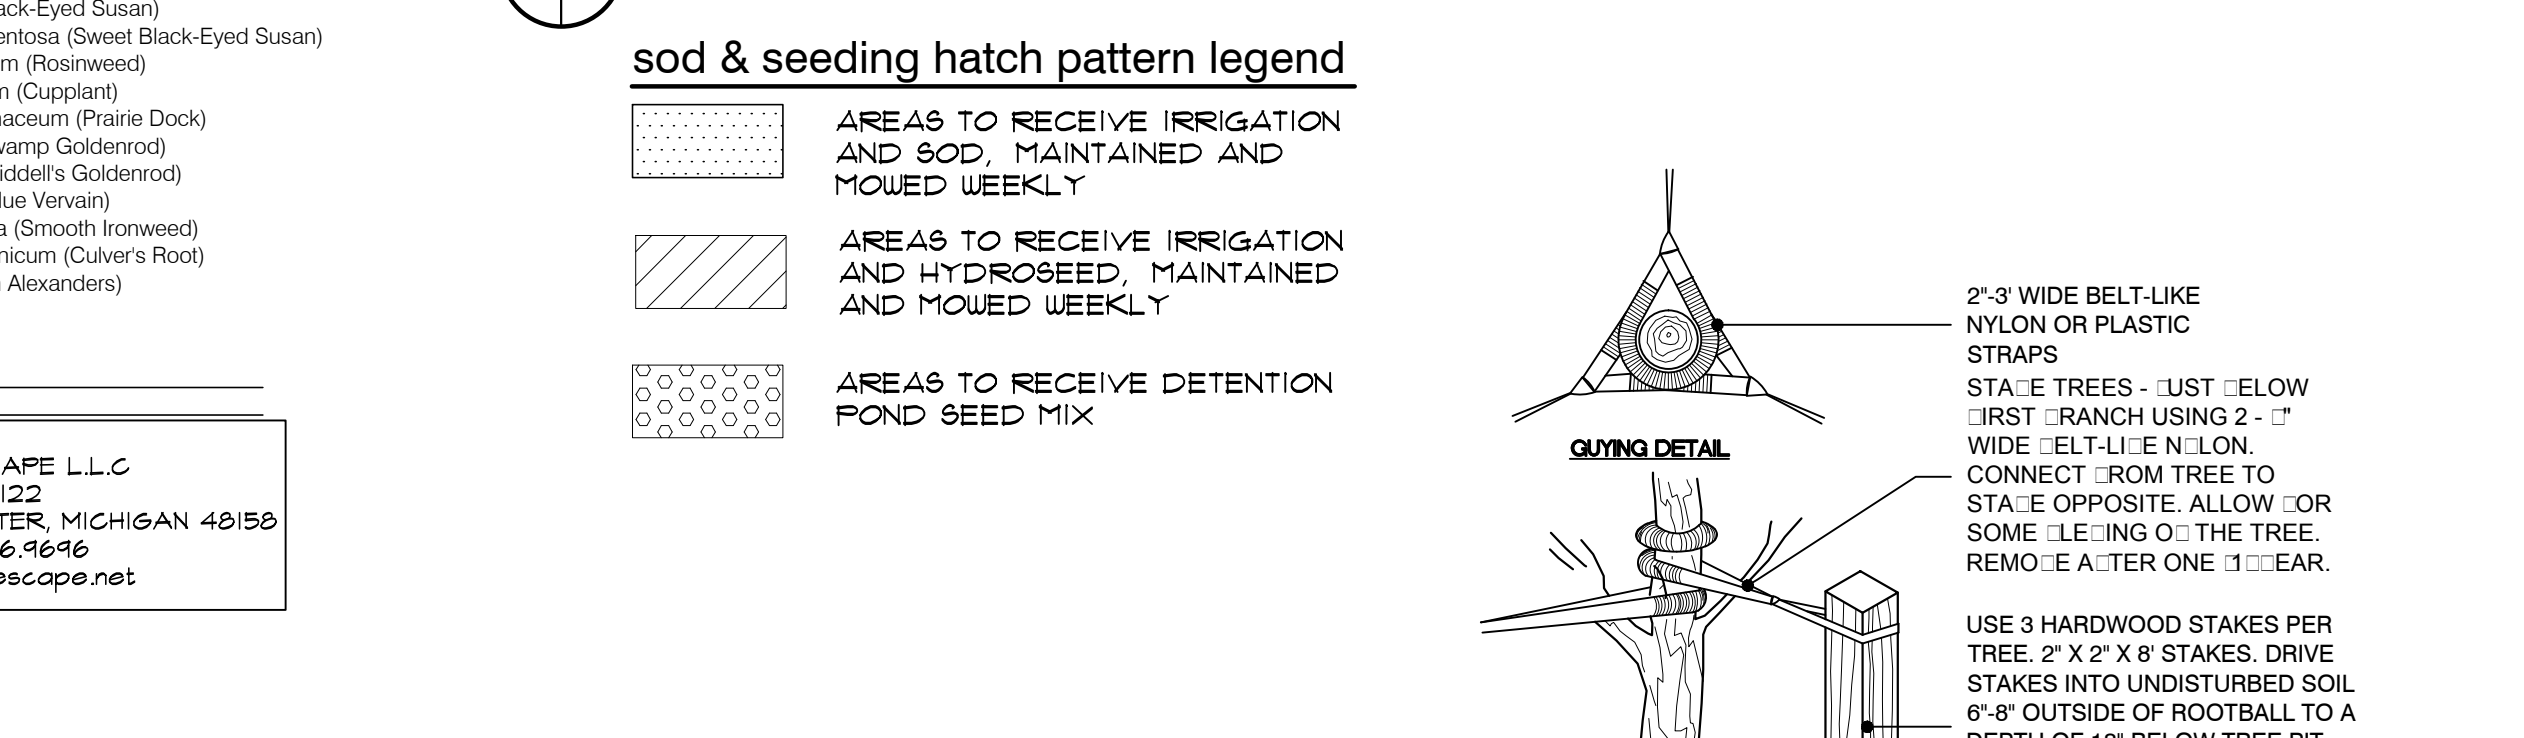 ack-Eyed Susan)
entosa (Sweet Black-Eyed Susan)
m (Rosinweed)
m (Cupplant)
naceum (Prairie Dock)
wamp Goldenrod)
iddell's Goldenrod)
lue Vervain)
a (Smooth Ironweed)
nicum (Culver's Root)
n Alexanders)
APE L.L.C
122
TER, MICHIGAN 48158
6.9696
escape.net
sod & seeding hatch pattern legend
AREAS TO RECEIVE IRRIGATION
AND SOD, MAINTAINED AND
MOWED WEEKLY
AREAS TO RECEIVE IRRIGATION
AND HYDROSEED, MAINTAINED
AND MOWED WEEKLY
AREAS TO RECEIVE DETENTION
POND SEED MIX
GUYING DETAIL
2"-3' WIDE BELT-LIKE
NYLON OR PLASTIC
STRAPS
STA□E TREES - □UST □ELOW
□IRST □RANCH USING 2 - □"
WIDE □ELT-LI□E N□LON.
CONNECT □ROM TREE TO
STA□E OPPOSITE. ALLOW □OR
SOME □LE□ING O□ THE TREE.
REMO□E A□TER ONE □1□□EAR.
USE 3 HARDWOOD STAKES PER
TREE. 2" X 2" X 8' STAKES. DRIVE
STAKES INTO UNDISTURBED SOIL
6"-8" OUTSIDE OF ROOTBALL TO A
DEPTH OF 18" BELOW TREE PIT